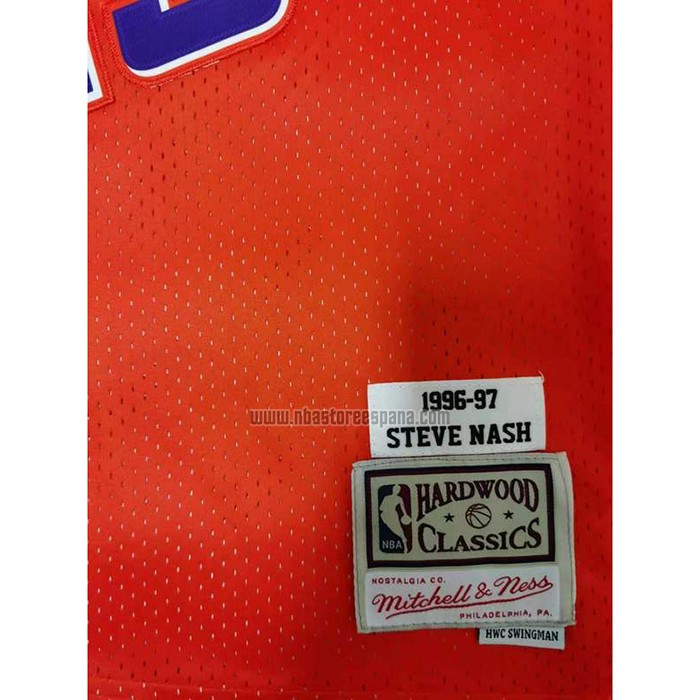 1996-97
www.nbastoreespana.com
STEVE NASH
HARDWOOD
NBA
CLASSICS
NOSTALGIA CO.
Mitchell & Ness
PHILADELPHIA, PA.
HWC SWINGMAN